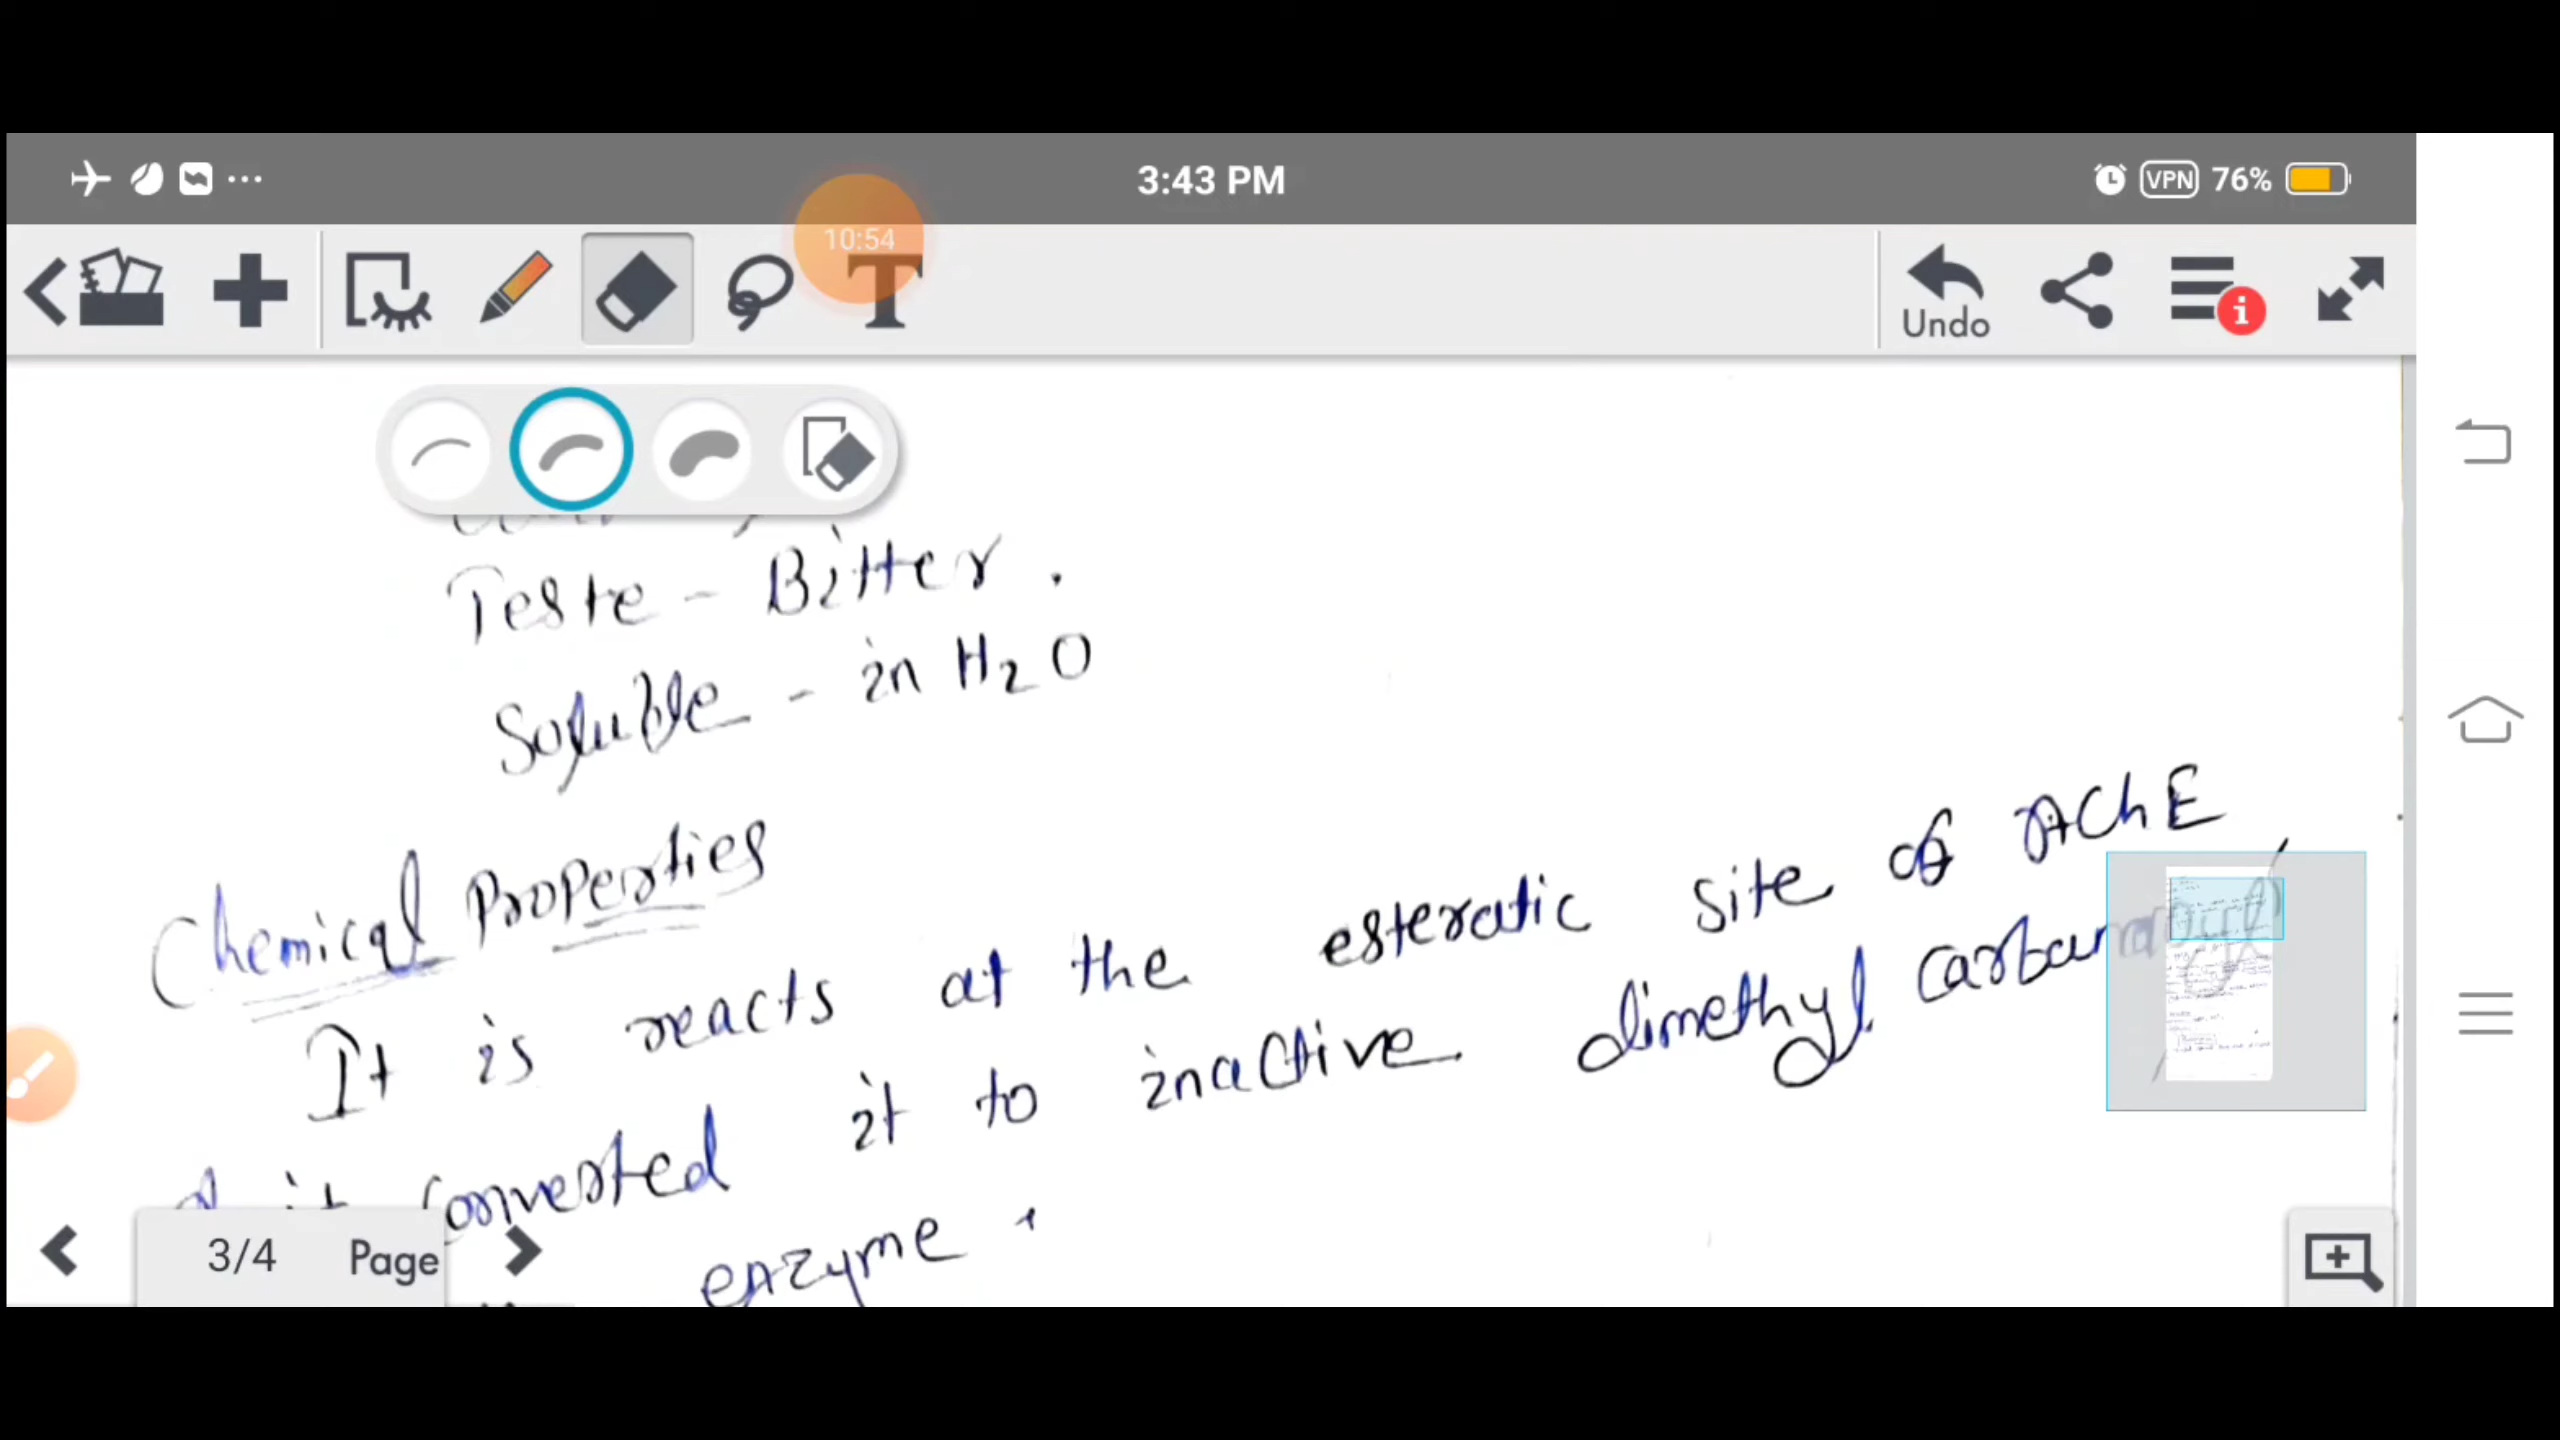 3:43 PM
VPN 76%
10:54
T
Undo
Teste - Bitter .
Soluble - in H2O
Chemical Properties
It is reacts at the esteratic site of AChE
& it converted it to inactive dimethyl
enzyme .
3/4 Page